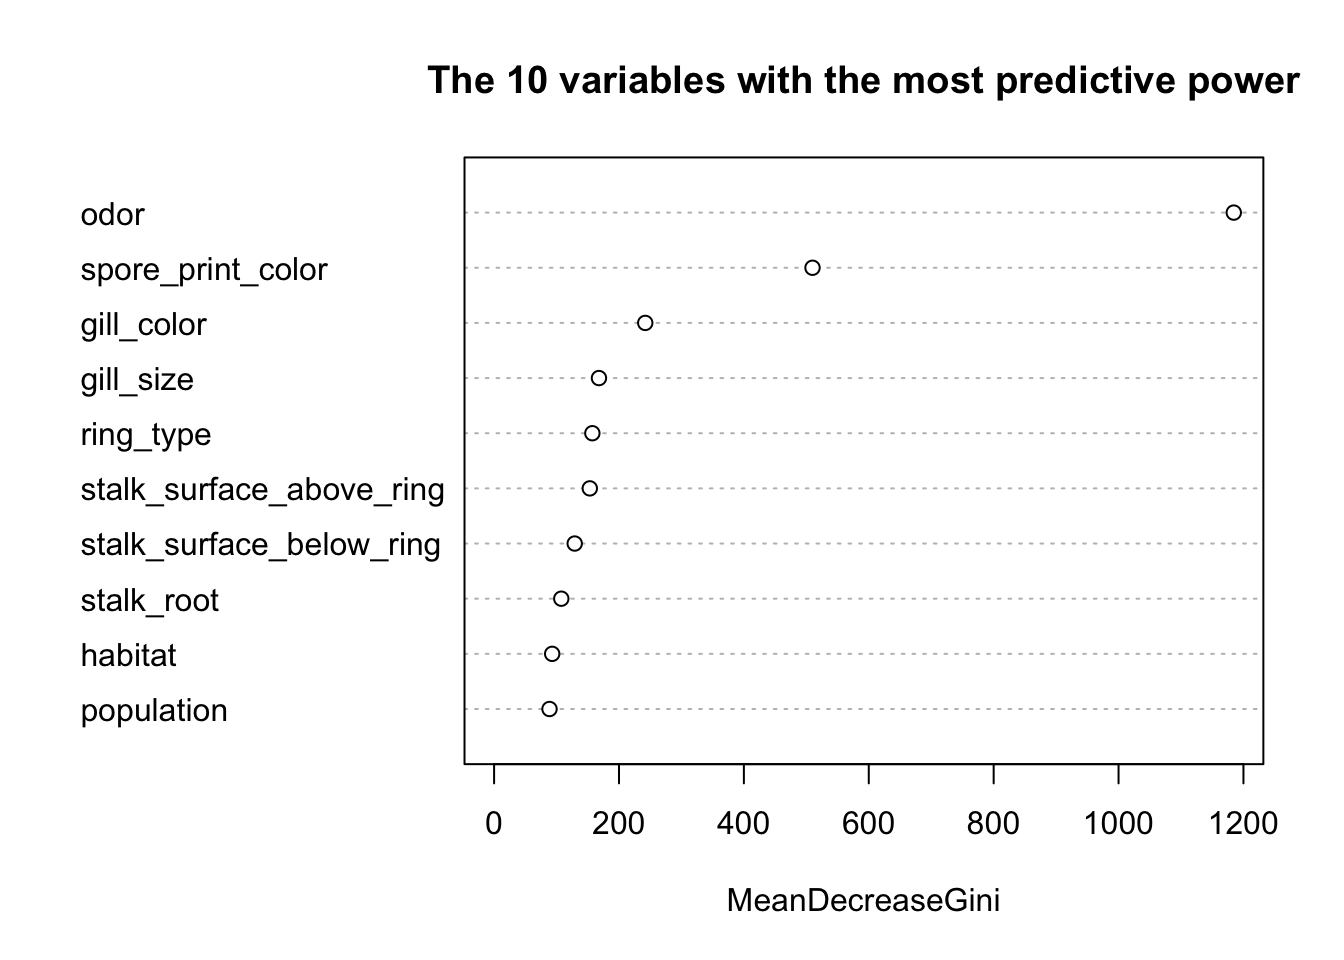 The 10 variables with the most predictive power
odor
spore_print_color
gill_color
gill_size
ring_type
stalk_surface_above_ring
stalk_surface_below_ring
stalk_root
habitat
population
0 200 400 600 800 1000 1200
MeanDecreaseGini